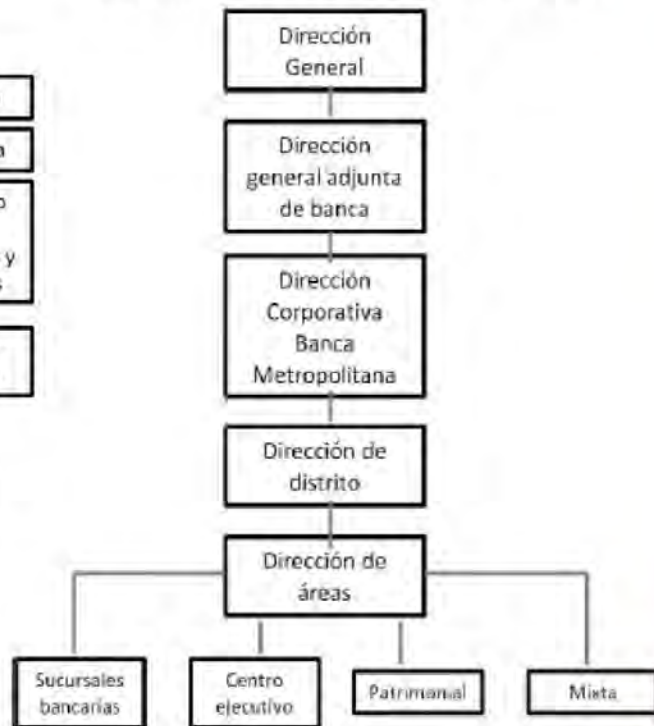 Dirección
General
Dirección
general adjunta
de banca
y
Dirección
Corporativa
Banca
Metropolitana
Dirección de
distrito
Dirección de
áreas
Sucursales
bancarías
Centro
ejecutivo
Patrimonial
Mixta